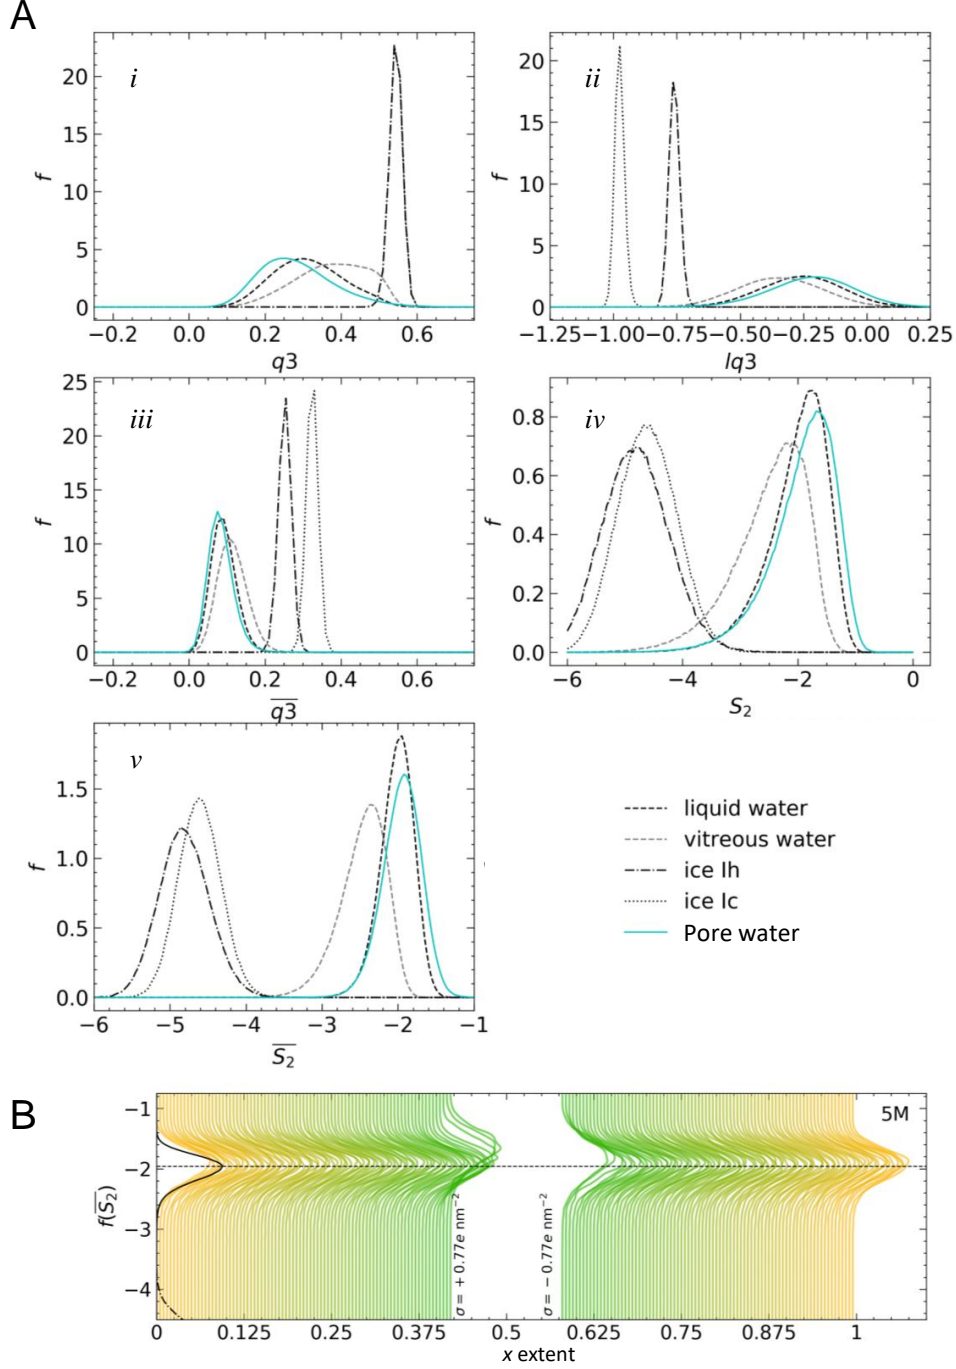 A
i
ii
f
20
15
10
5
0
−0.2 0.0 0.2 0.4 0.6
q3
f
20
15
10
5
0
−1.25−1.00−0.75−0.50−0.25 0.00 0.25
lq3
iii
iv
f
25
20
15
10
5
0
−0.2 0.0 0.2 0.4 0.6
q3
f
0.8
0.6
0.4
0.2
0.0
−6 −4 −2 0
S2
v
f
1.5
1.0
0.5
0.0
−6 −5 −4 −3 −2 −1
S2
liquid water
vitreous water
ice Ih
ice Ic
Pore water
B
5M
f(S2)
−1
−2
−3
−4
σ = + 0.77e nm−2
σ = − 0.77e nm−2
0 0.125 0.25 0.375 0.5 0.625 0.75 0.875 1
x extent